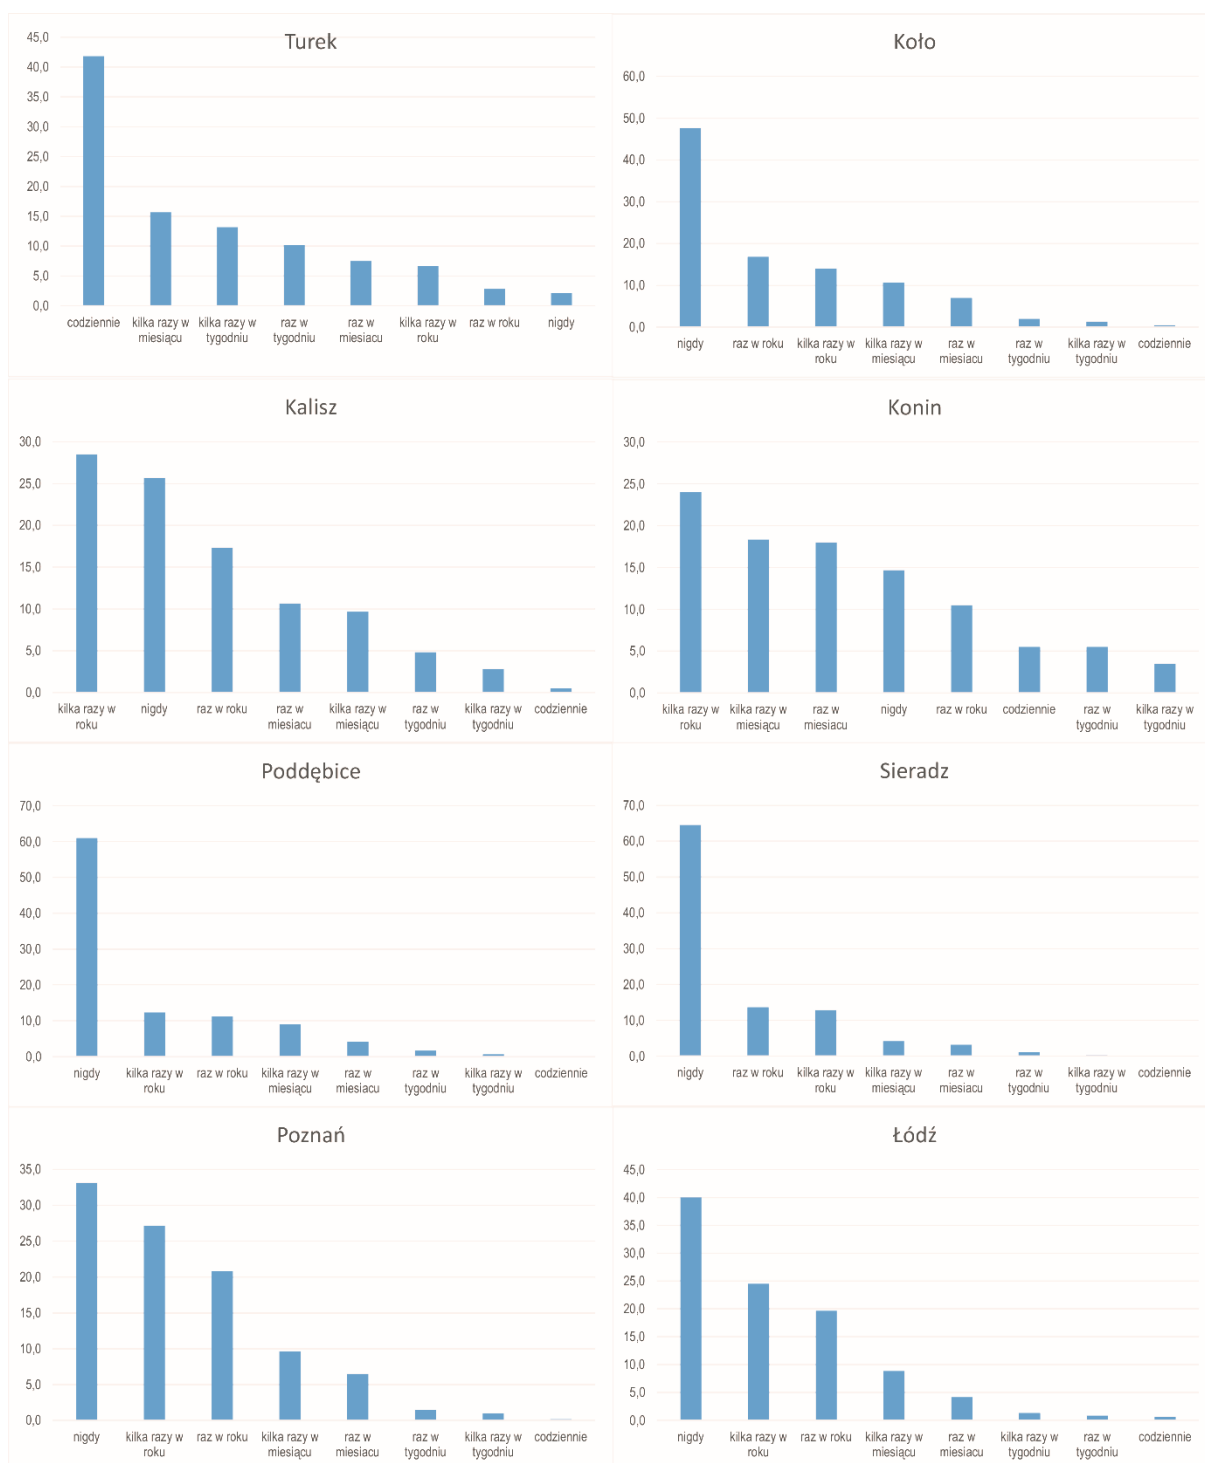 Turek
45,0
40,0
35,0
30,0
25,0
20,0
15,0
10,0
5,0
0,0
codziennie kilka razy w kilka razy w raz w raz w kilka razy w raz w roku nigdy
miesiącu tygodniu tygodniu miesiacu roku
Koło
60,0
50,0
40,0
30,0
20,0
10,0
0,0
nigdy raz w roku kilka razy w kilka razy w raz w raz w kilka razy w codziennie
roku miesiącu miesiacu tygodniu tygodniu
Kalisz
30,0
25,0
20,0
15,0
10,0
5,0
0,0
kilka razy w nigdy raz w roku raz w kilka razy w raz w kilka razy w codziennie
roku miesiacu miesiącu tygodniu tygodniu
Konin
30,0
25,0
20,0
15,0
10,0
5,0
0,0
kilka razy w kilka razy w raz w nigdy raz w roku codziennie raz w kilka razy w
roku miesiącu miesiacu tygodniu tygodniu
Poddębice
70,0
60,0
50,0
40,0
30,0
20,0
10,0
0,0
nigdy kilka razy w raz w roku kilka razy w raz w raz w kilka razy w codziennie
roku miesiącu miesiacu tygodniu tygodniu
Sieradz
70,0
60,0
50,0
40,0
30,0
20,0
10,0
0,0
nigdy raz w roku kilka razy w kilka razy w raz w raz w kilka razy w codziennie
roku miesiącu miesiacu tygodniu tygodniu
Poznań
35,0
30,0
25,0
20,0
15,0
10,0
5,0
0,0
nigdy kilka razy w raz w roku kilka razy w raz w raz w kilka razy w codziennie
roku miesiącu miesiacu tygodniu tygodniu
Łódź
45,0
40,0
35,0
30,0
25,0
20,0
15,0
10,0
5,0
0,0
nigdy kilka razy w raz w roku kilka razy w raz w kilka razy w raz w codziennie
roku miesiącu miesiacu tygodniu tygodniu